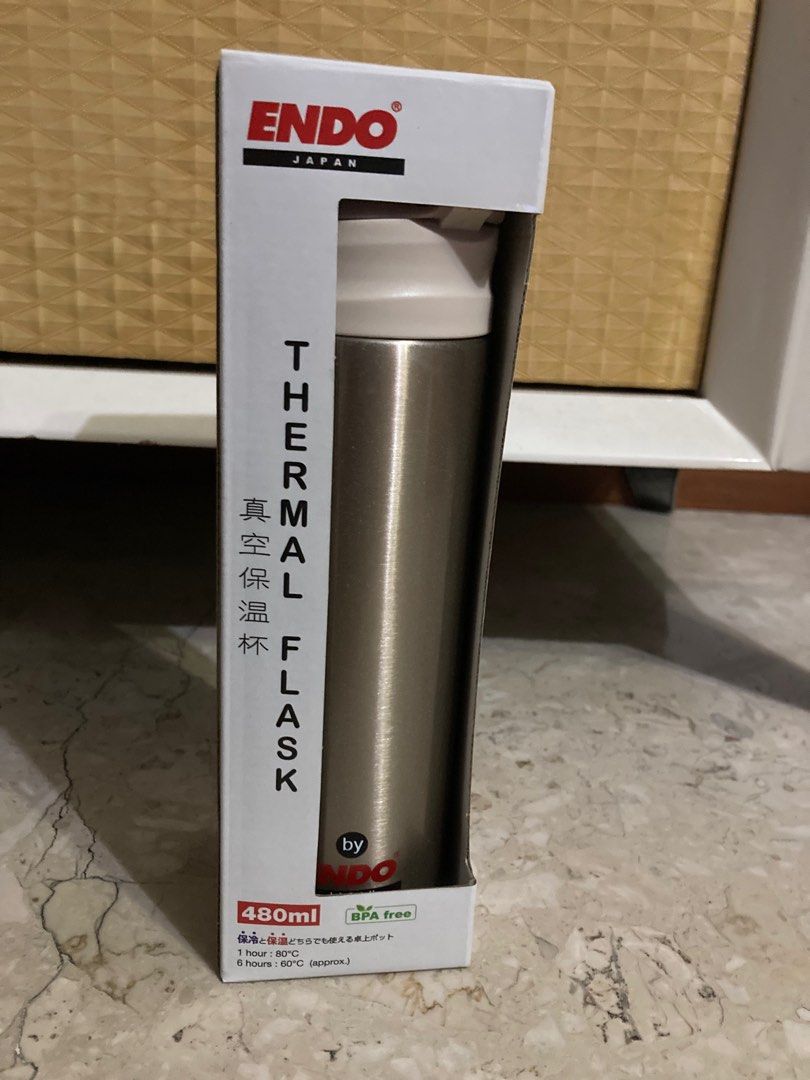 ENDO®
JAPAN
THERMAL FLASK
真空保温杯
by
NDO
480ml
BPA free
保冷と保温どちらでも使える卓上ポット
1 hour : 80°C
6 hours : 60°C (approx.)